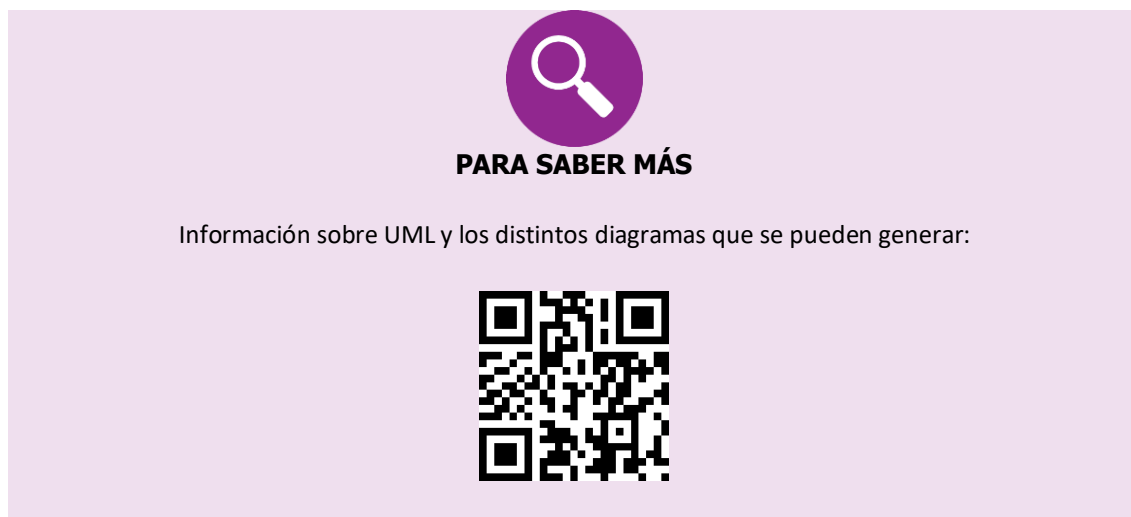 PARA SABER MÁS
Información sobre UML y los distintos diagramas que se pueden generar: